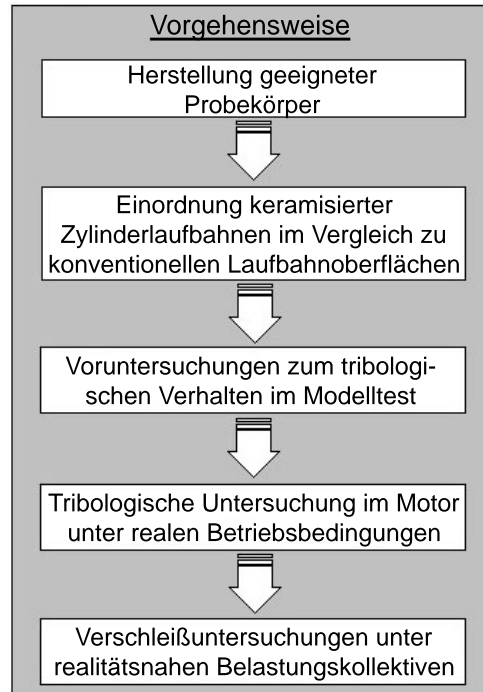 Vorgehensweise
Herstellung geeigneter
Probekörper
Einordnung keramisierter
Zylinderlaufbahnen im Vergleich zu
konventionellen Laufbahnoberflächen
Voruntersuchungen zum tribologi-
schen Verhalten im Modelltest
Tribologische Untersuchung im Motor
unter realen Betriebsbedingungen
Verschleißuntersuchungen unter
realitätsnahen Belastungskollektiven